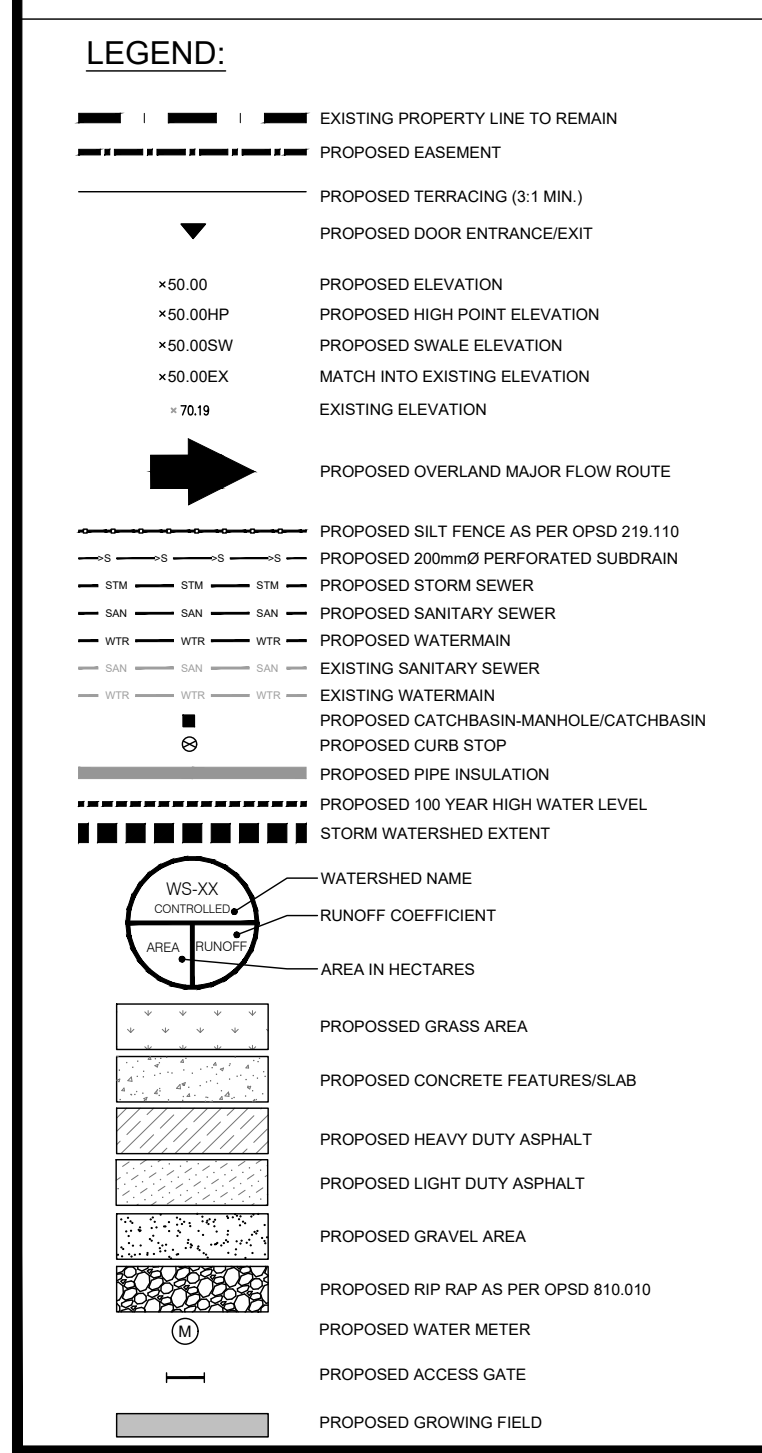 LEGEND:
EXISTING PROPERTY LINE TO REMAIN
PROPOSED EASEMENT
PROPOSED TERRACING (3:1 MIN.)
PROPOSED DOOR ENTRANCE/EXIT
×50.00 PROPOSED ELEVATION
×50.00HP PROPOSED HIGH POINT ELEVATION
×50.00SW PROPOSED SWALE ELEVATION
×50.00EX MATCH INTO EXISTING ELEVATION
×70.19 EXISTING ELEVATION
PROPOSED OVERLAND MAJOR FLOW ROUTE
PROPOSED SILT FENCE AS PER OPSD 219.110
>S >S >S >S PROPOSED 200mmØ PERFORATED SUBDRAIN
STM STM STM PROPOSED STORM SEWER
SAN SAN SAN PROPOSED SANITARY SEWER
WTR WTR WTR PROPOSED WATERMAIN
SAN SAN SAN EXISTING SANITARY SEWER
WTR WTR WTR EXISTING WATERMAIN
PROPOSED CATCHBASIN-MANHOLE/CATCHBASIN
PROPOSED CURB STOP
PROPOSED PIPE INSULATION
PROPOSED 100 YEAR HIGH WATER LEVEL
STORM WATERSHED EXTENT
WS-XX WATERSHED NAME
CONTROLLED
RUNOFF COEFFICIENT
AREA RUNOFF
AREA IN HECTARES
PROPOSSED GRASS AREA
PROPOSED CONCRETE FEATURES/SLAB
PROPOSED HEAVY DUTY ASPHALT
PROPOSED LIGHT DUTY ASPHALT
PROPOSED GRAVEL AREA
PROPOSED RIP RAP AS PER OPSD 810.010
M PROPOSED WATER METER
PROPOSED ACCESS GATE
PROPOSED GROWING FIELD